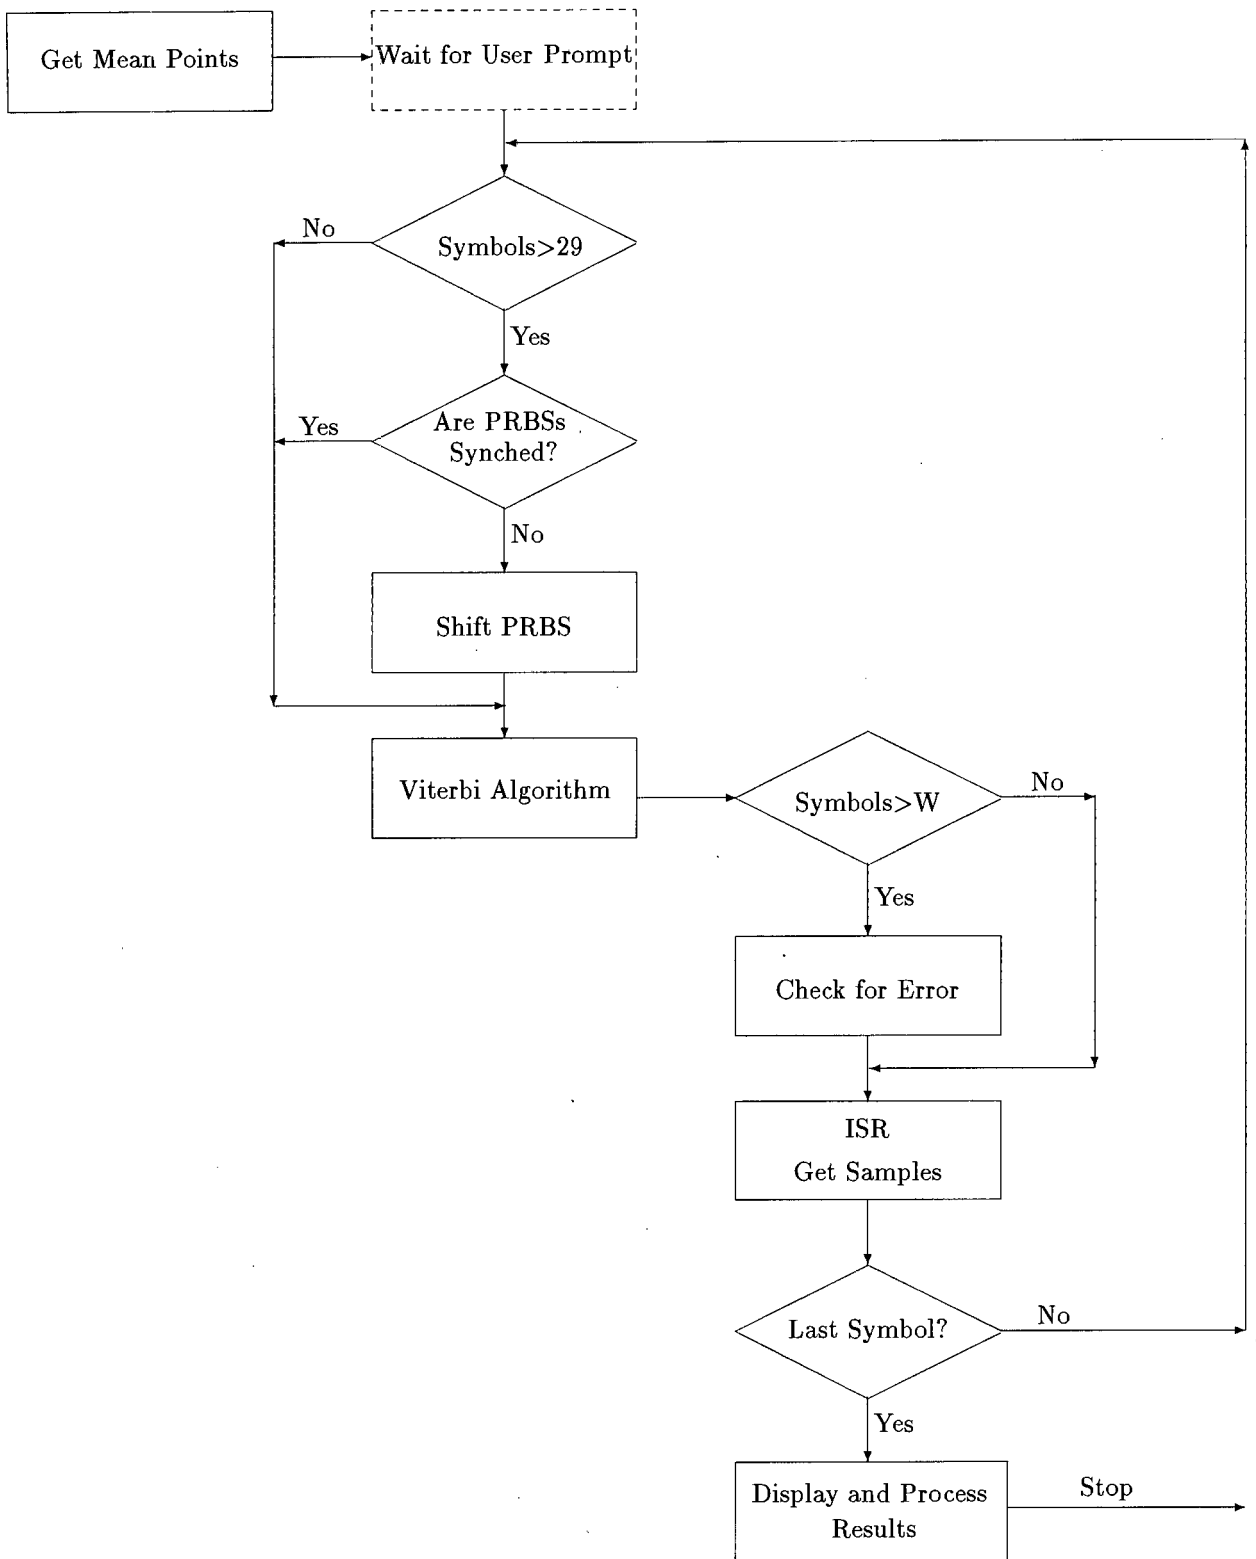 Get Mean Points
Wait for User Prompt
No
Symbols>29
Yes
Yes
Are PRBSs
Synched?
No
Shift PRBS
Viterbi Algorithm
Symbols>W
No
Yes
Check for Error
ISR
Get Samples
Last Symbol?
No
Yes
Display and Process
Results
Stop